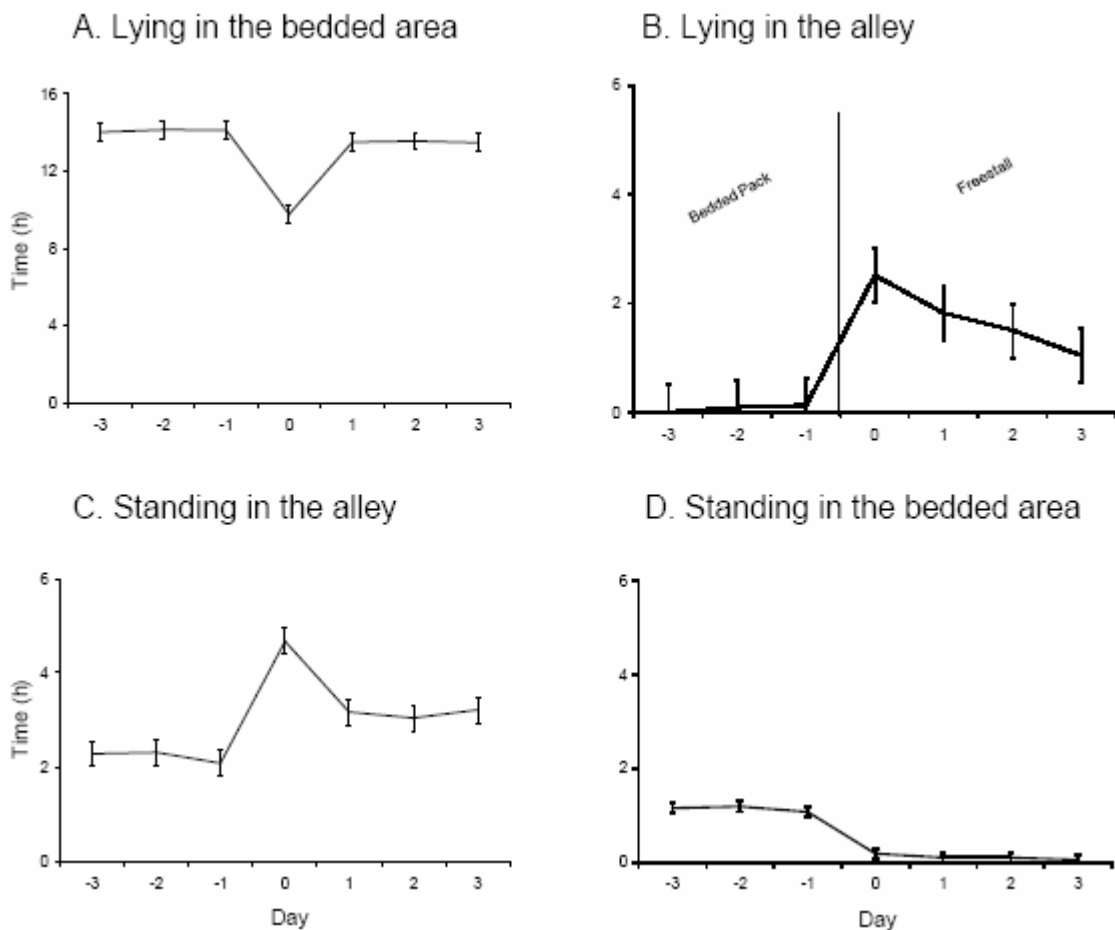 A. Lying in the bedded area
16
12
8
4
0
Time (h)
-3 -2 -1 0 1 2 3
B. Lying in the alley
6
4
2
0
Bedded Pack
Freestall
-3 -2 -1 0 1 2 3
C. Standing in the alley
6
4
2
0
Time (h)
-3 -2 -1 0 1 2 3
Day
D. Standing in the bedded area
6
4
2
0
-3 -2 -1 0 1 2 3
Day